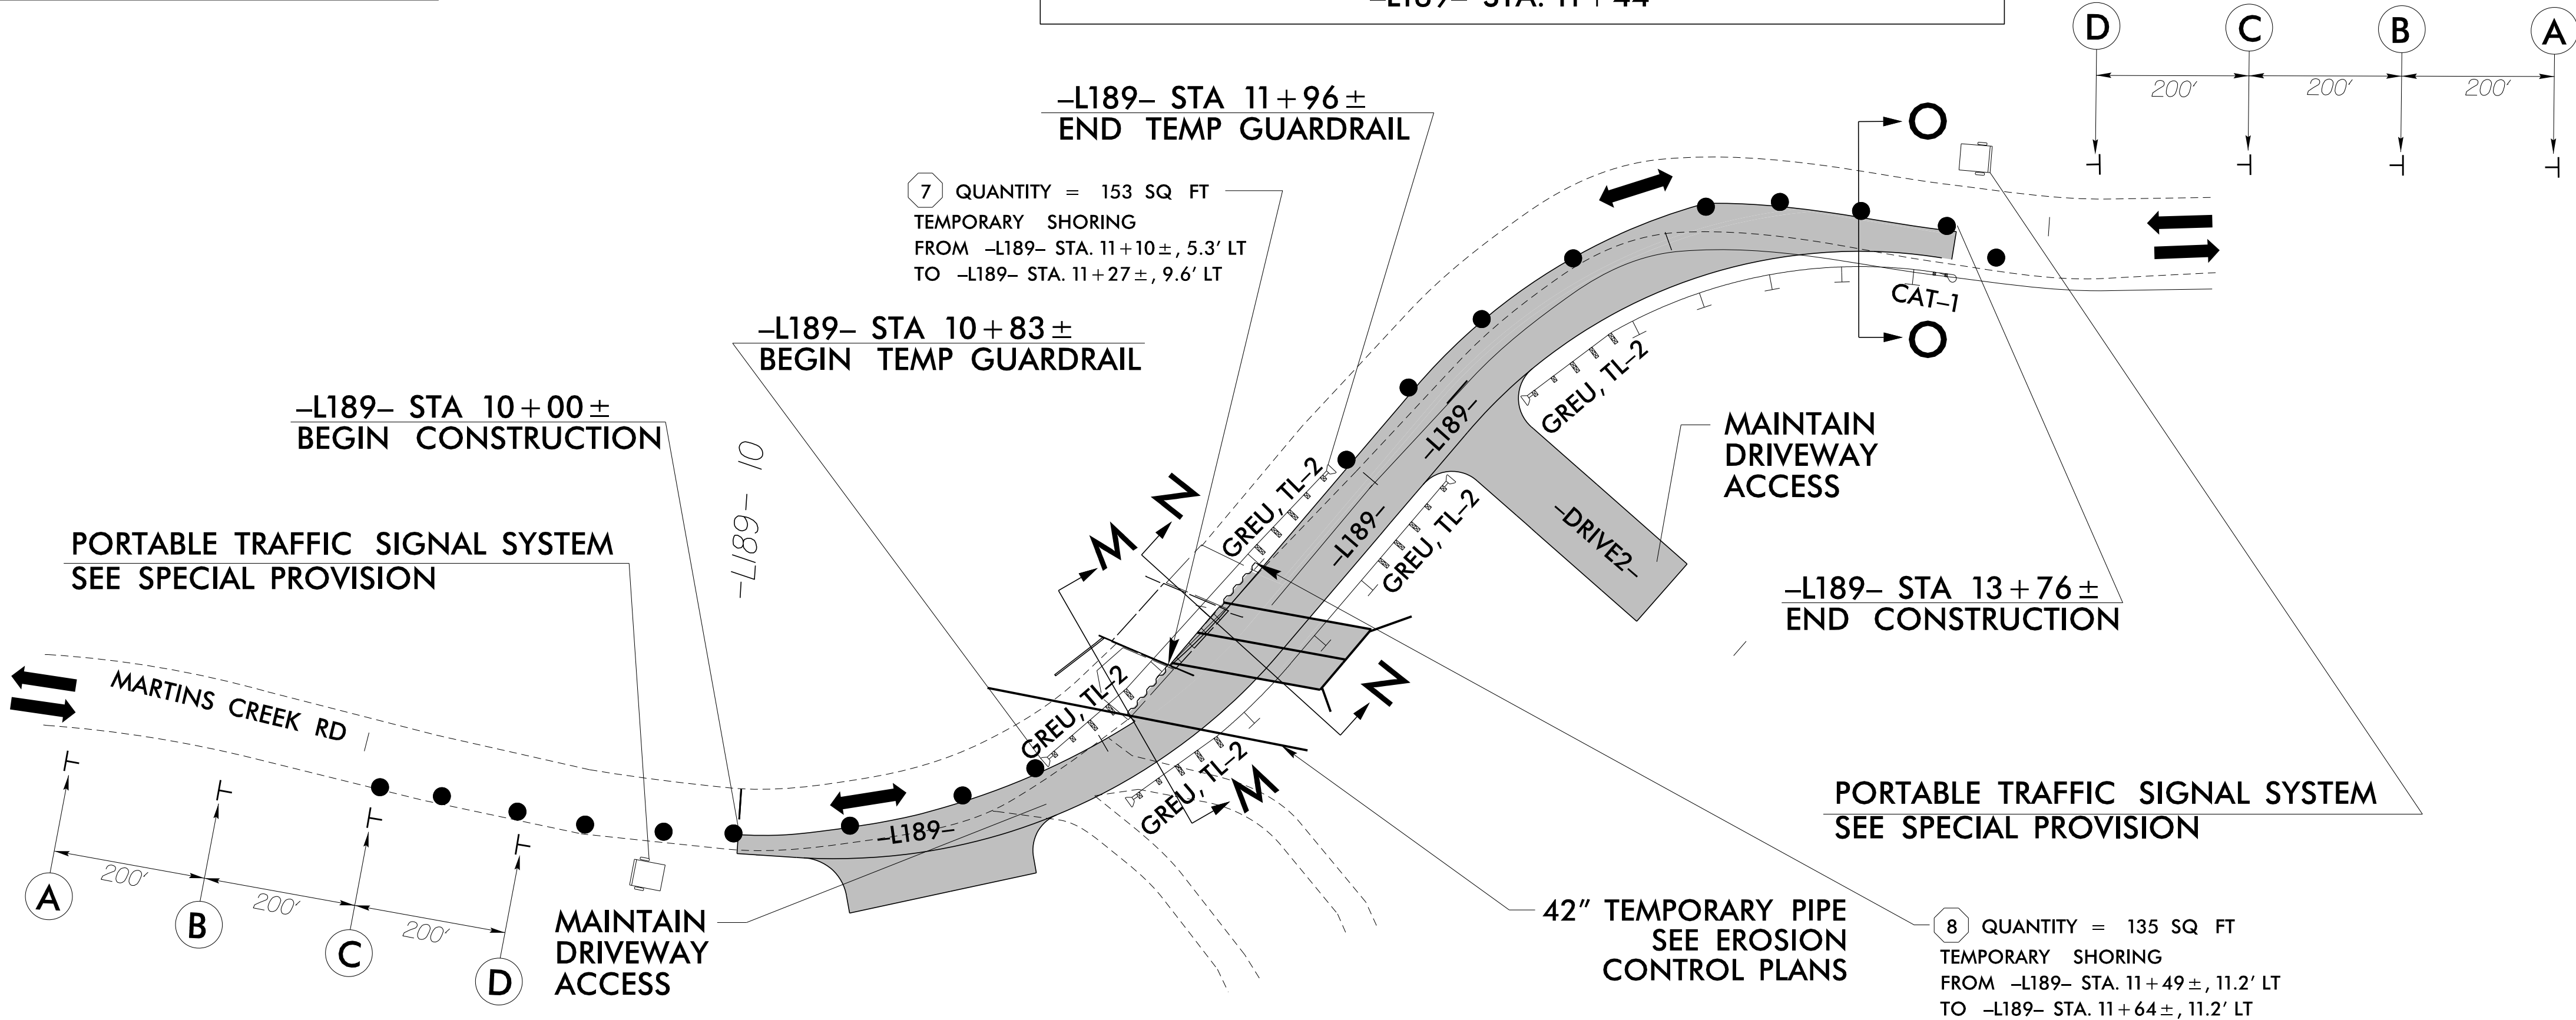 –L189– STA. 11+44
D
C
B
A
200'
200'
200'
–L189– STA 11+96±
END TEMP GUARDRAIL
7 QUANTITY = 153 SQ FT
TEMPORARY SHORING
FROM –L189– STA. 11+10±, 5.3' LT
TO –L189– STA. 11+27±, 9.6' LT
–L189– STA 10+83±
BEGIN TEMP GUARDRAIL
–L189– STA 10+00±
BEGIN CONSTRUCTION
–L189– 10
PORTABLE TRAFFIC SIGNAL SYSTEM
SEE SPECIAL PROVISION
O
O
CAT–1
GREU, TL–2
MAINTAIN
DRIVEWAY
ACCESS
–L189–
–L189–
GREU, TL–2
GREU, TL–2
–DRIVE2–
N
M
–L189– STA 13+76±
END CONSTRUCTION
N
M
GREU, TL–2
GREU, TL–2
MARTINS CREEK RD
–L189–
PORTABLE TRAFFIC SIGNAL SYSTEM
SEE SPECIAL PROVISION
A
B
C
D
200'
200'
200'
MAINTAIN
DRIVEWAY
ACCESS
42" TEMPORARY PIPE
SEE EROSION
CONTROL PLANS
8 QUANTITY = 135 SQ FT
TEMPORARY SHORING
FROM –L189– STA. 11+49±, 11.2' LT
TO –L189– STA. 11+64±, 11.2' LT